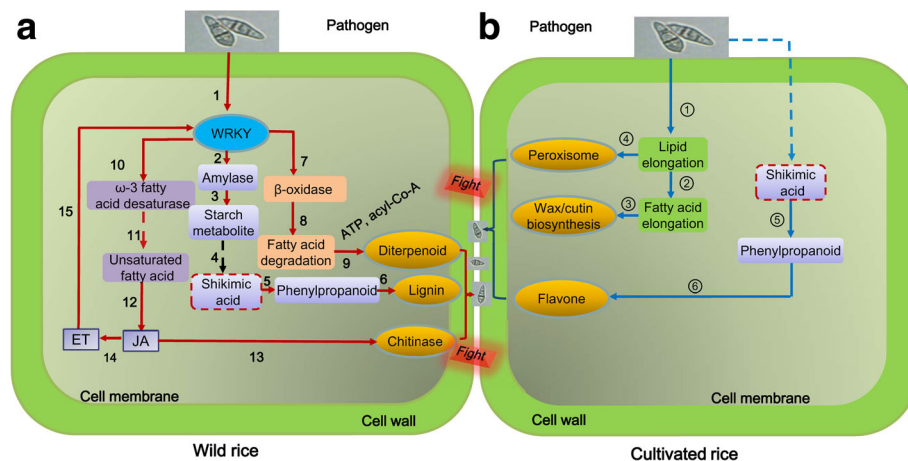 a
Pathogen
1
WRKY
2
Amylase
3
Starch
metabolite
4
Shikimic
acid
5
Phenylpropanoid
6
Lignin
7
β-oxidase
8
Fatty acid
degradation
9
ATP, acyl-Co-A
Diterpenoid
10
ω-3 fatty
acid desaturase
11
Unsaturated
fatty acid
12
JA
13
Chitinase
14
ET
15
Fight
Fight
Cell membrane
Cell wall
Wild rice
b
Pathogen
①
Lipid
elongation
②
Fatty acid
elongation
③
Wax/cutin
biosynthesis
④
Peroxisome
Shikimic
acid
⑤
Phenylpropanoid
⑥
Flavone
Cell membrane
Cell wall
Cultivated rice